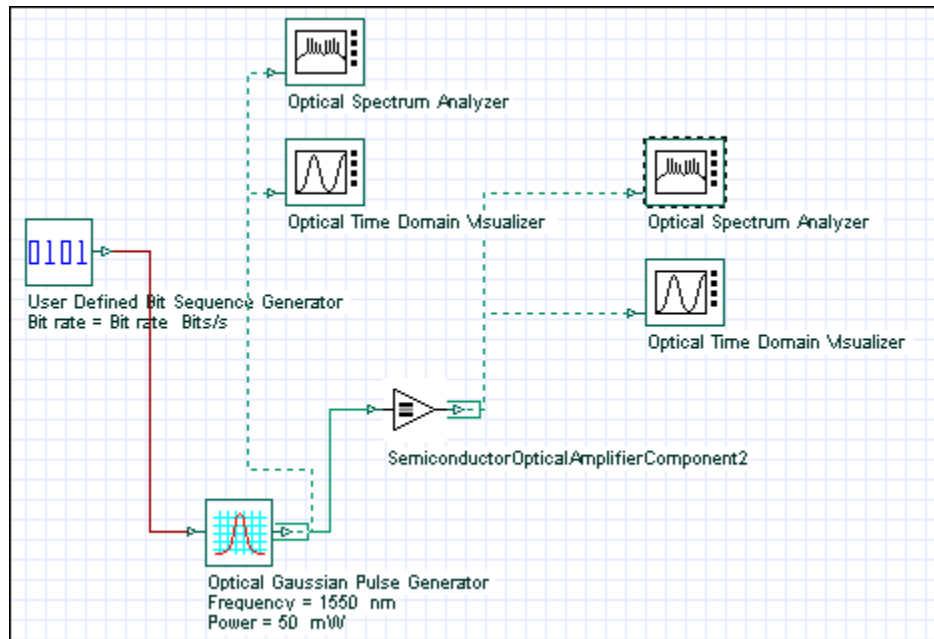 Optical Spectrum Analyzer
Optical Time Domain Visualizer
Optical Spectrum Analyzer
0101
User Defined Bit Sequence Generator
Bit rate = Bit rate Bits/s
Optical Time Domain Visualizer
SemiconductorOpticalAmplifierComponent2
Optical Gaussian Pulse Generator
Frequency = 1550 nm
Power = 50 mW